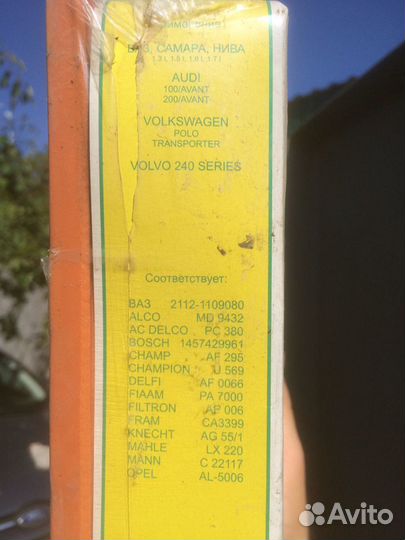 ВАЗ, САМАРА, НИВА
AUDI
100/AVANT
200/AVANT
VOLKSWAGEN
POLO
TRANSPORTER
VOLVO 240 SERIES
Соответствует:
ВАЗ 2112-1109080
ALCO MD 9432
AC DELCO PC 380
BOSCH 1457429961
CHAMP AF 295
CHAMPION U 569
DELFI AF 0066
FIAAM PA 7000
FILTRON AP 006
FRAM CA3399
KNECHT AG 55/1
MAHLE LX 220
MANN C 22117
OPEL AL-5006
Avito